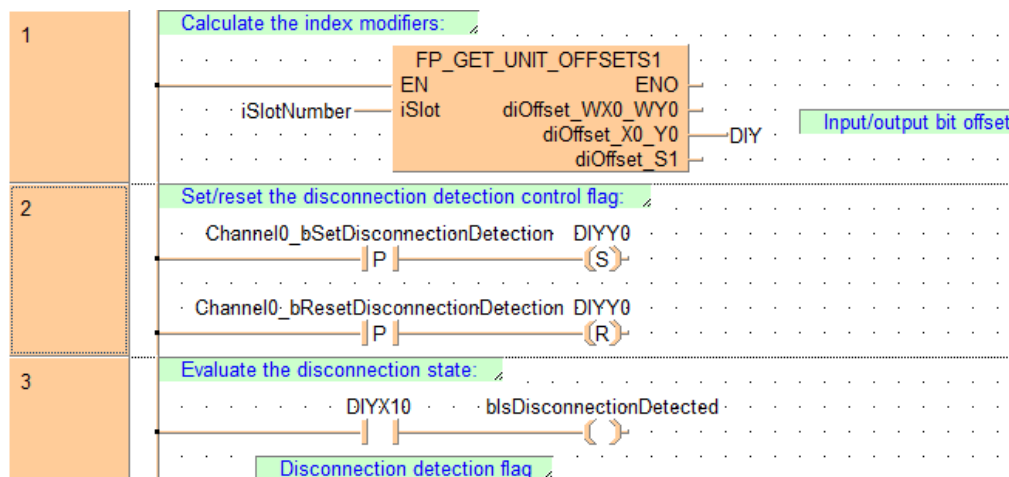 1
Calculate the index modifiers:
FP_GET_UNIT_OFFSETS1
EN ENO
iSlotNumber iSlot diOffset_WX0_WY0
diOffset_X0_Y0 DIY Input/output bit offset
diOffset_S1
2
Set/reset the disconnection detection control flag:
Channel0_bSetDisconnectionDetection DIYY0
P S
Channel0_bResetDisconnectionDetection DIYY0
P R
3
Evaluate the disconnection state:
DIYX10 bIsDisconnectionDetected
Disconnection detection flag